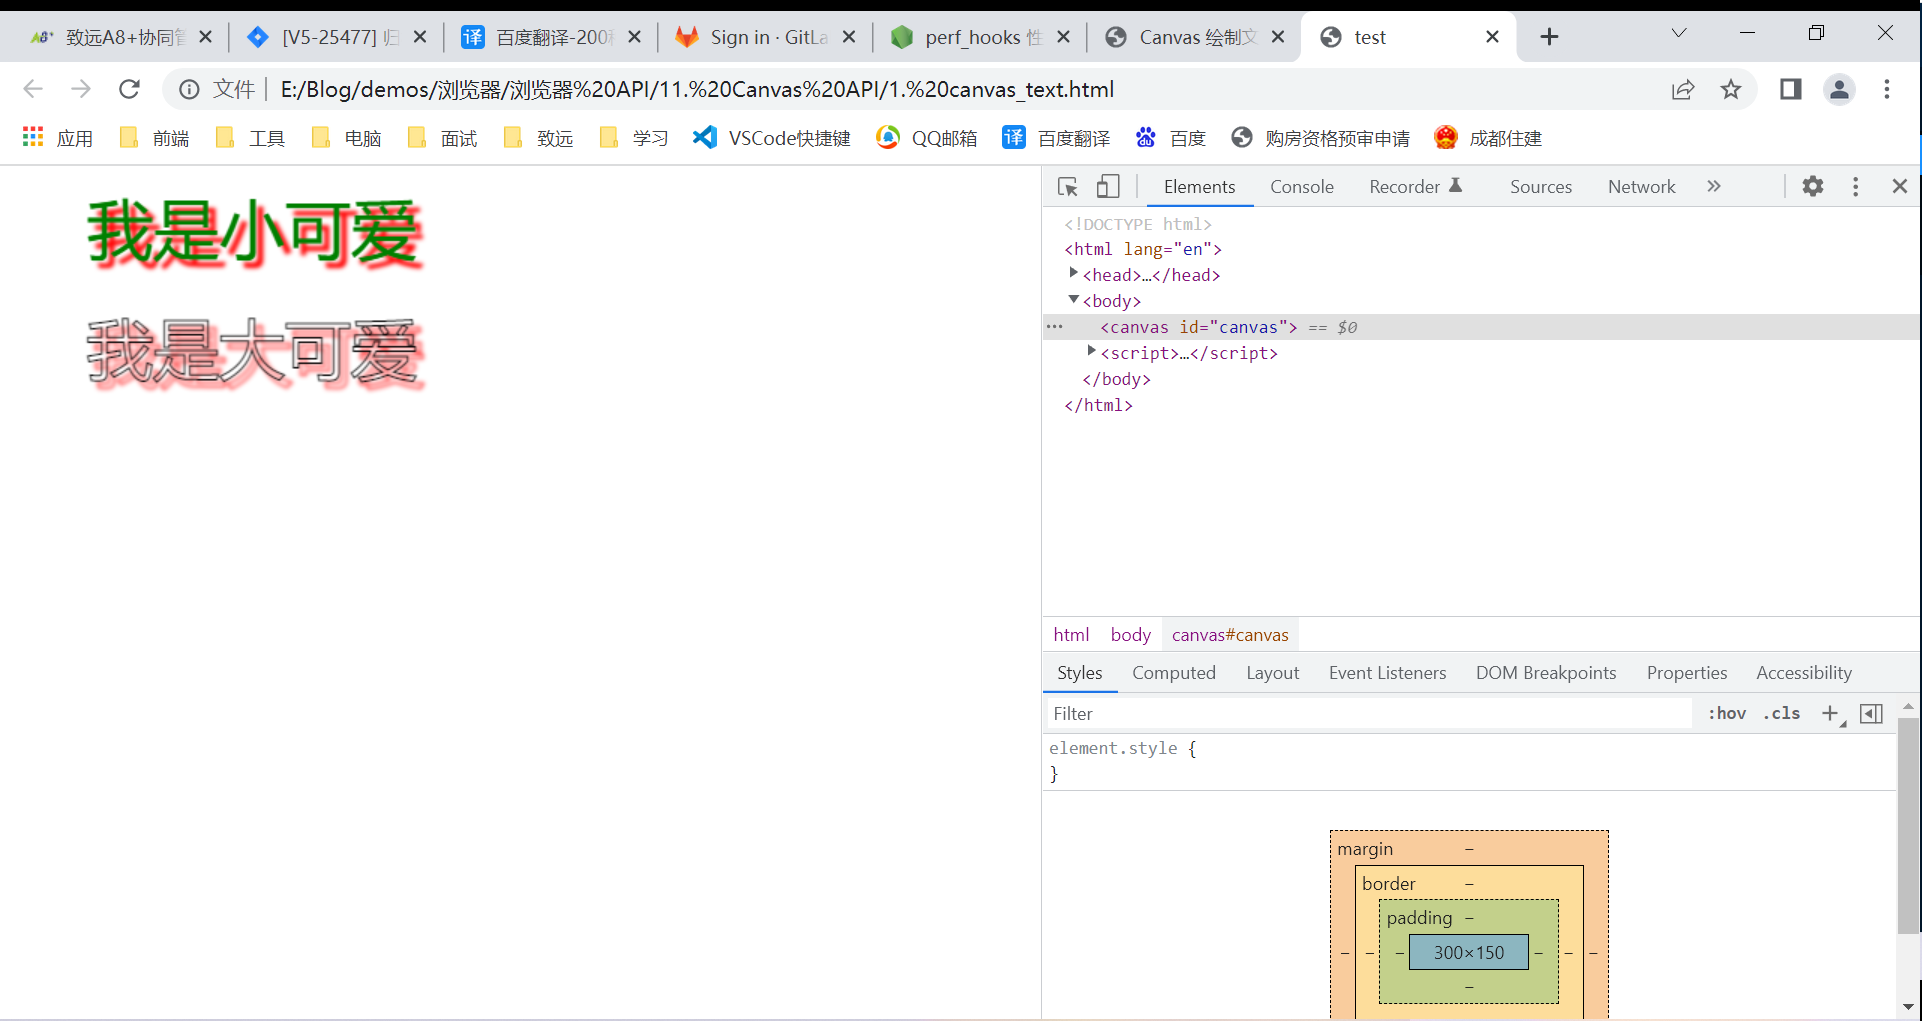 致远A8+协同管
[V5-25477] 归
百度翻译-200种
Sign in · GitLa
perf_hooks 性
Canvas 绘制文
test
文件 E:/Blog/demos/浏览器/浏览器%20API/11.%20Canvas%20API/1.%20canvas_text.html
应用 前端 工具 电脑 面试 致远 学习 VSCode快捷键 QQ邮箱 百度翻译 百度 购房资格预审申请 成都住建
我是小可爱
我是大可爱
Elements Console Recorder Sources Network »
<!DOCTYPE html>
<html lang="en">
<head>…</head>
<body>
··· <canvas id="canvas"> == $0
<script>…</script>
</body>
</html>
html body canvas#canvas
Styles Computed Layout Event Listeners DOM Breakpoints Properties Accessibility
Filter :hov .cls +
element.style {
}
margin –
border –
padding –
– – – 300×150 – – –
–